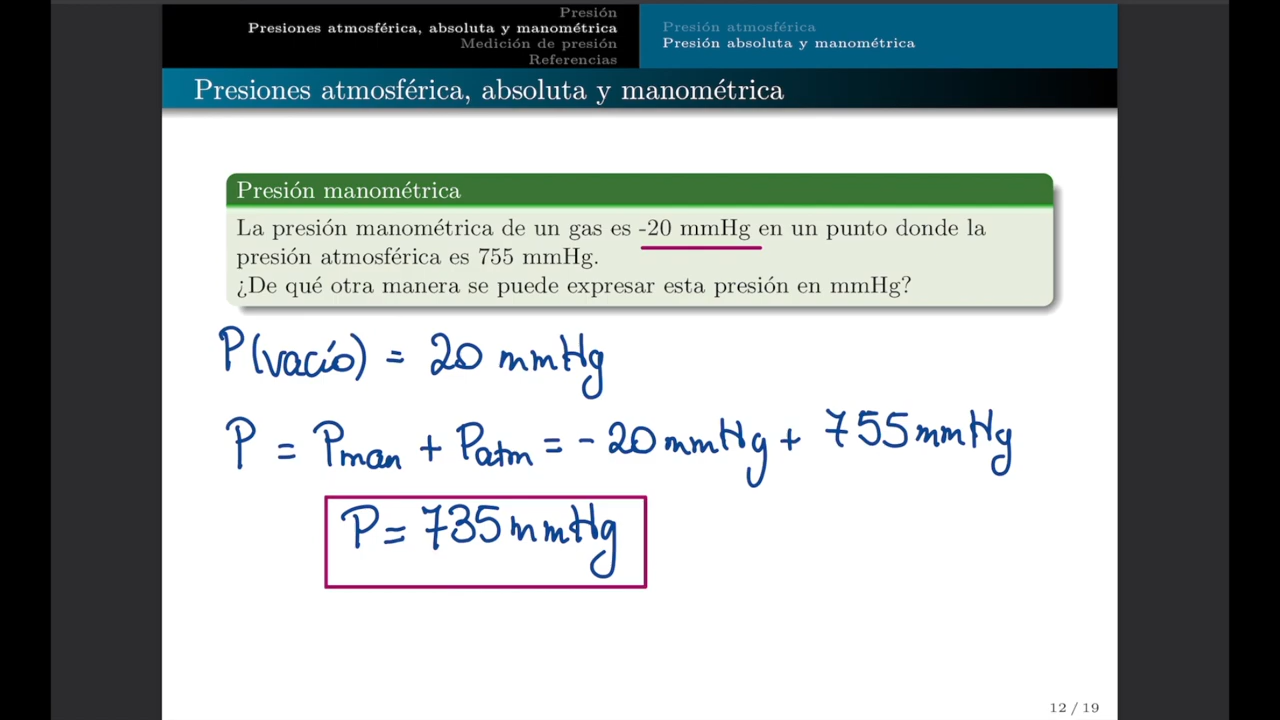 Presión
Presiones atmosférica, absoluta y manométrica
Medición de presión
Referencias
Presión atmosférica
Presión absoluta y manométrica
Presiones atmosférica, absoluta y manométrica
Presión manométrica
La presión manométrica de un gas es -20 mmHg en un punto donde la
presión atmosférica es 755 mmHg.
¿De qué otra manera se puede expresar esta presión en mmHg?
P(vacío) = 20 mmHg
P = Pman + Patm = -20 mmHg + 755 mmHg
P = 735 mmHg
12 / 19